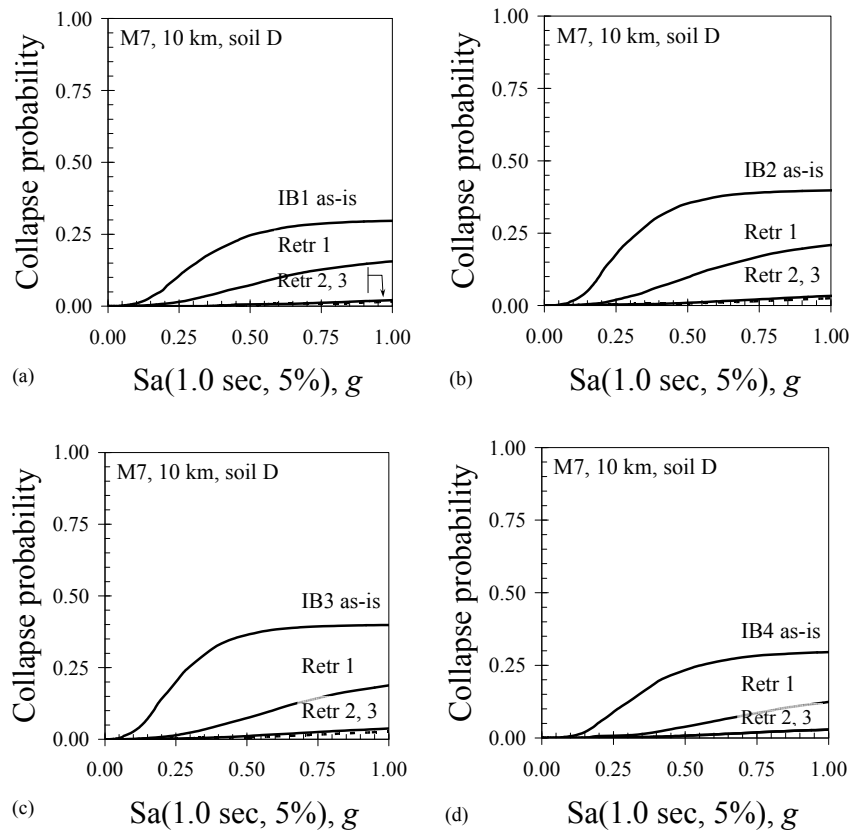 1.00
M7, 10 km, soil D
0.75
0.50
IB1 as-is
0.25
Retr 1
Retr 2, 3
0.00
0.00 0.25 0.50 0.75 1.00
Collapse probability
(a)
Sa(1.0 sec, 5%), g
1.00
M7, 10 km, soil D
0.75
0.50
IB2 as-is
0.25
Retr 1
Retr 2, 3
0.00
0.00 0.25 0.50 0.75 1.00
Collapse probability
(b)
Sa(1.0 sec, 5%), g
1.00
M7, 10 km, soil D
0.75
0.50
IB3 as-is
0.25
Retr 1
Retr 2, 3
0.00
0.00 0.25 0.50 0.75 1.00
Collapse probability
(c)
Sa(1.0 sec, 5%), g
1.00
M7, 10 km, soil D
0.75
0.50
IB4 as-is
0.25
Retr 1
Retr 2, 3
0.00
0.00 0.25 0.50 0.75 1.00
Collapse probability
(d)
Sa(1.0 sec, 5%), g